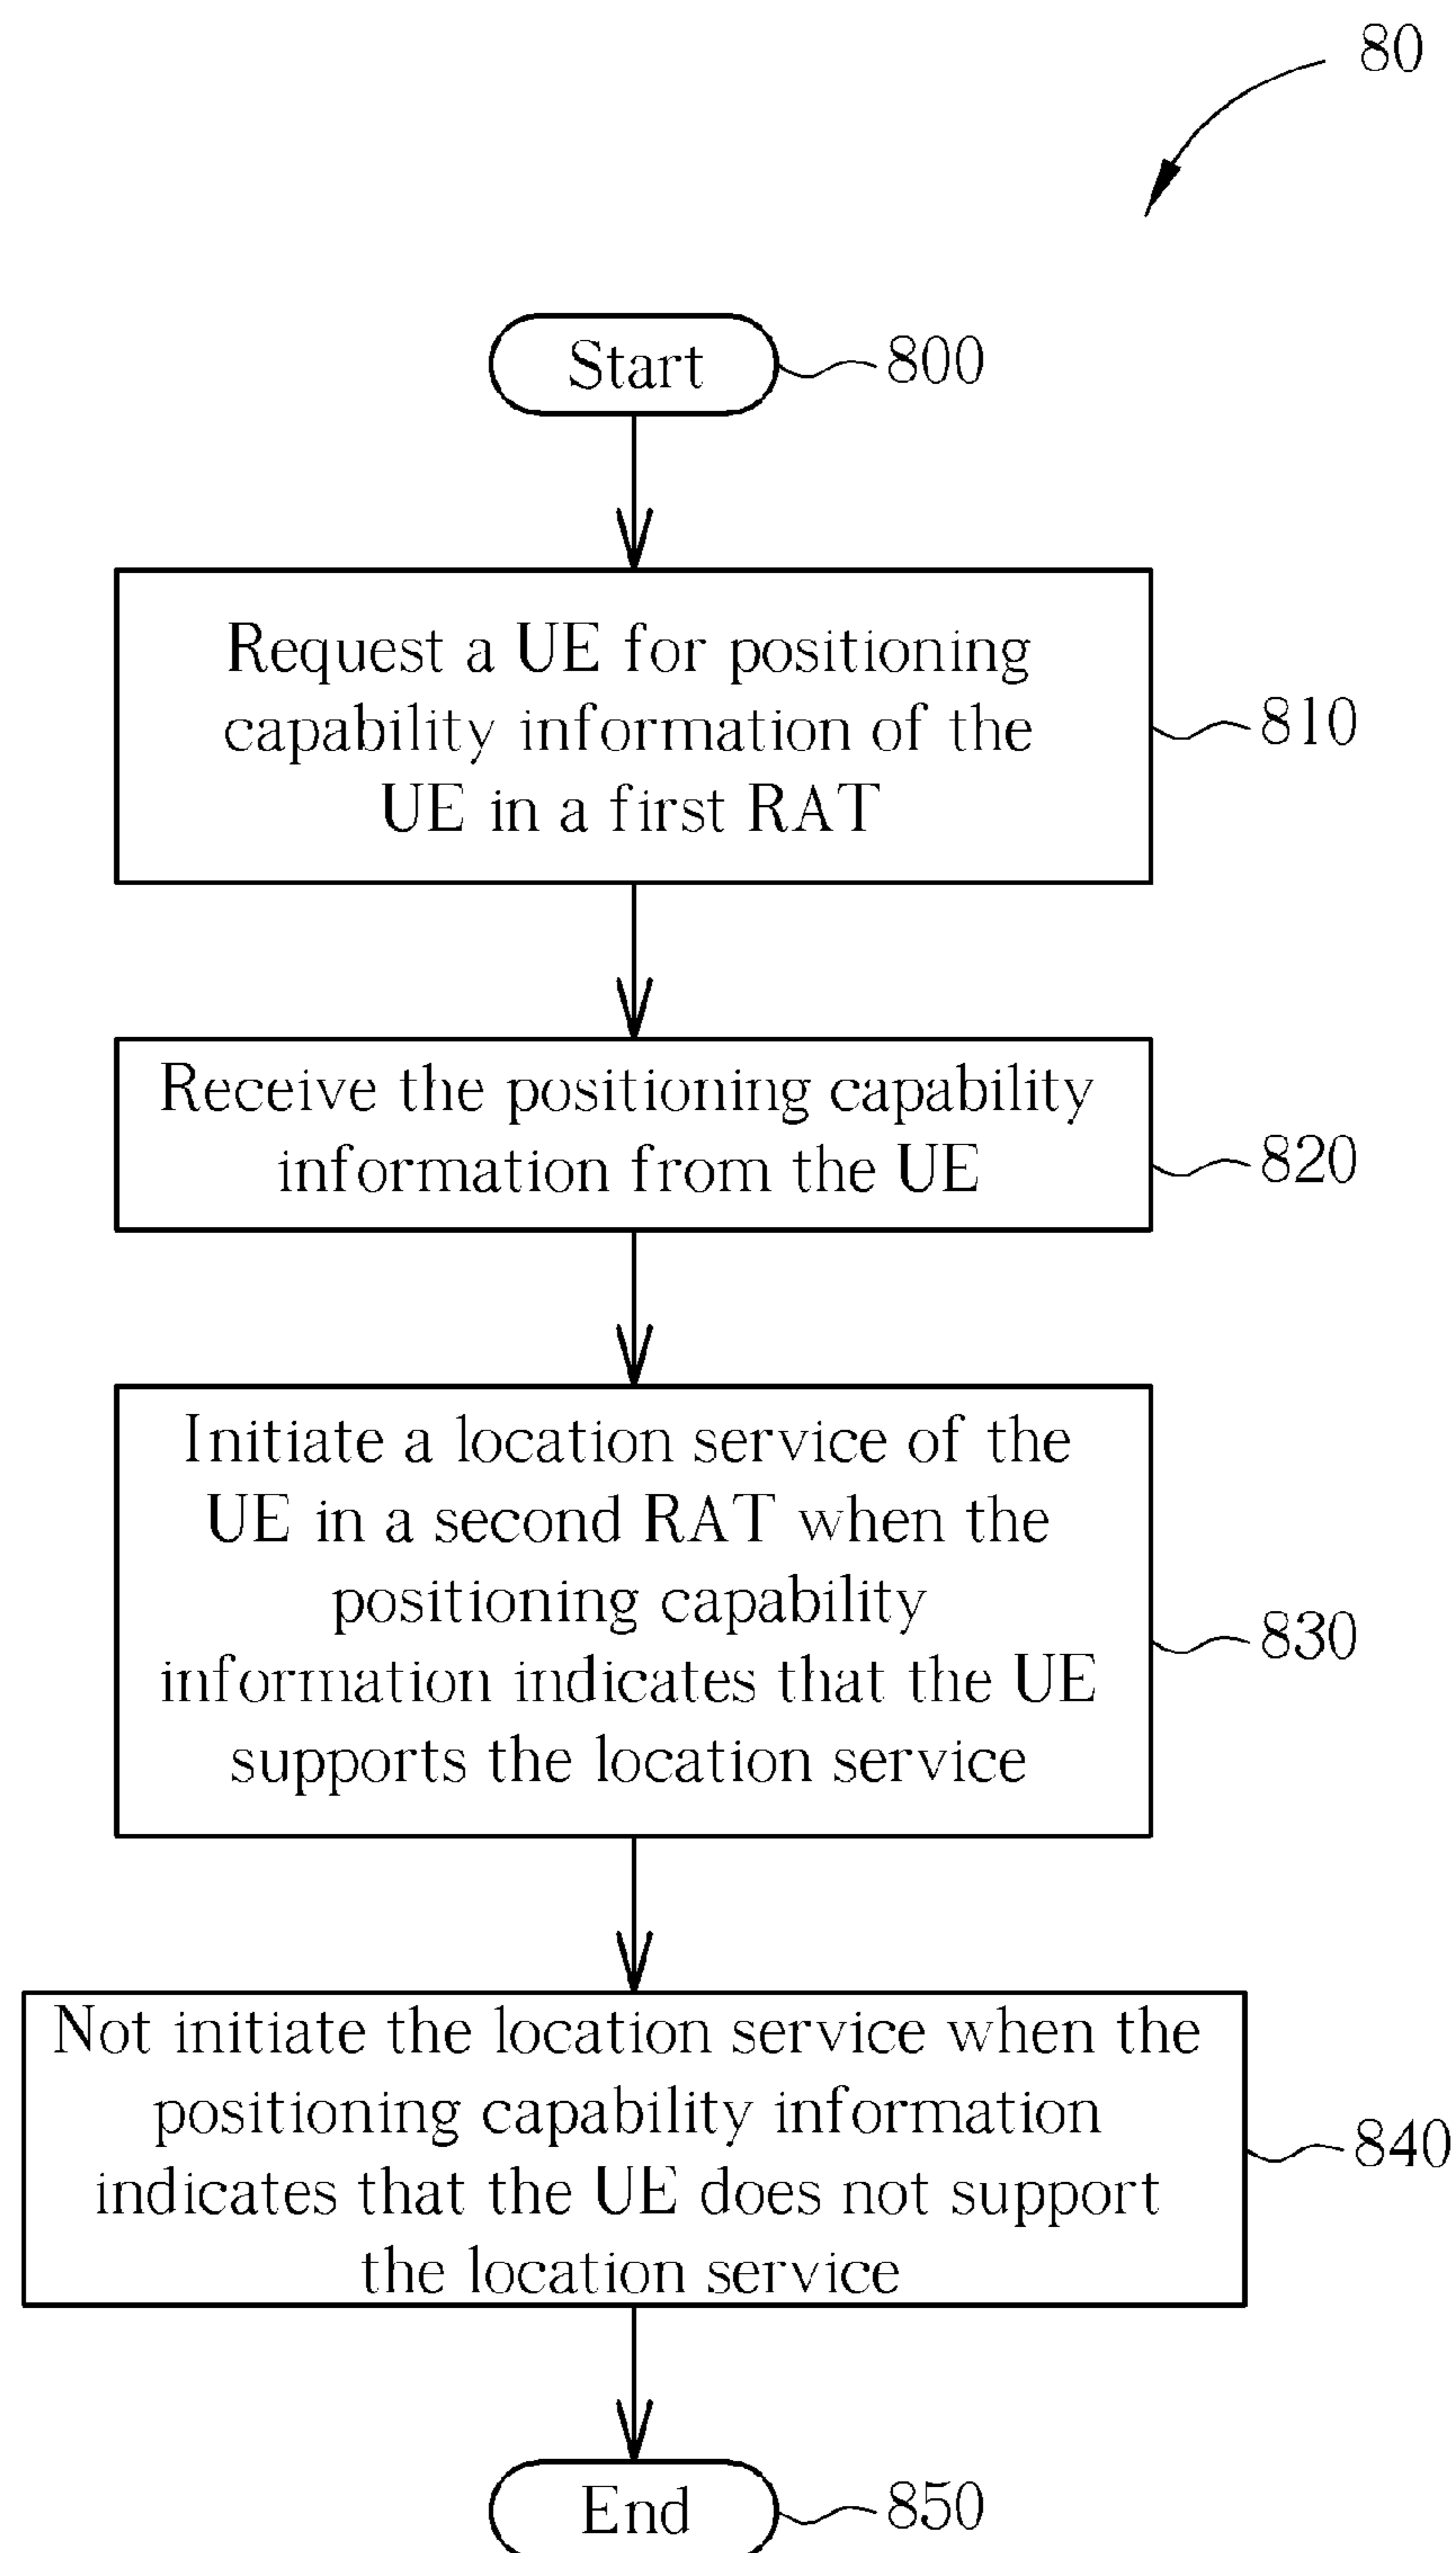 80
Start
800
Request a UE for positioning
capability information of the
UE in a first RAT
810
Receive the positioning capability
information from the UE
820
Initiate a location service of the
UE in a second RAT when the
positioning capability
information indicates that the UE
supports the location service
830
Not initiate the location service when the
positioning capability information
indicates that the UE does not support
the location service
840
End
850